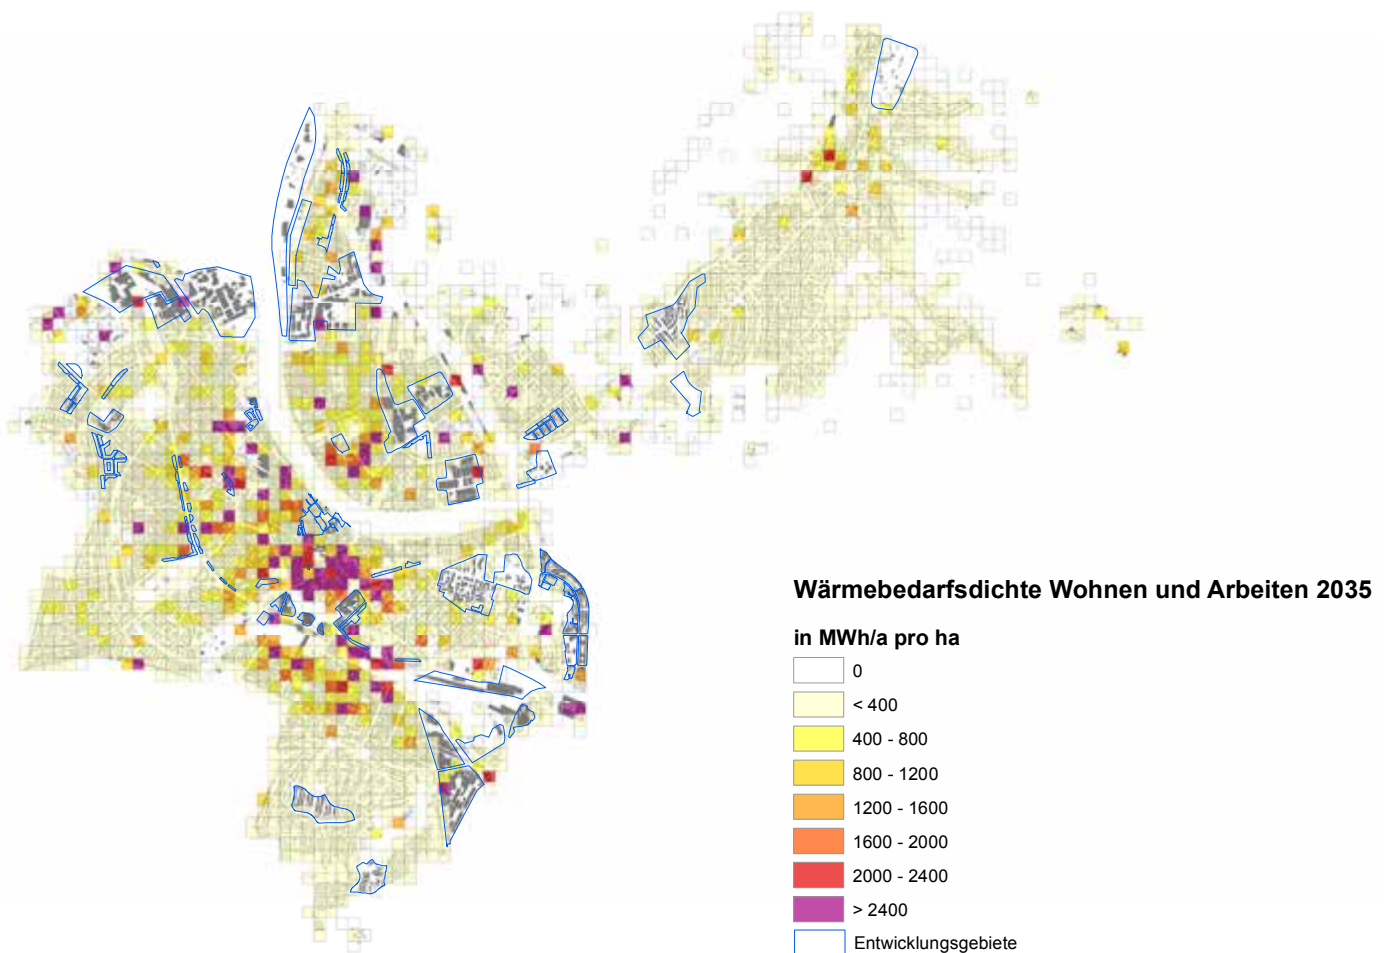 Wärmebedarfsdichte Wohnen und Arbeiten 2035
in MWh/a pro ha
0
< 400
400 - 800
800 - 1200
1200 - 1600
1600 - 2000
2000 - 2400
> 2400
Entwicklungsgebiete